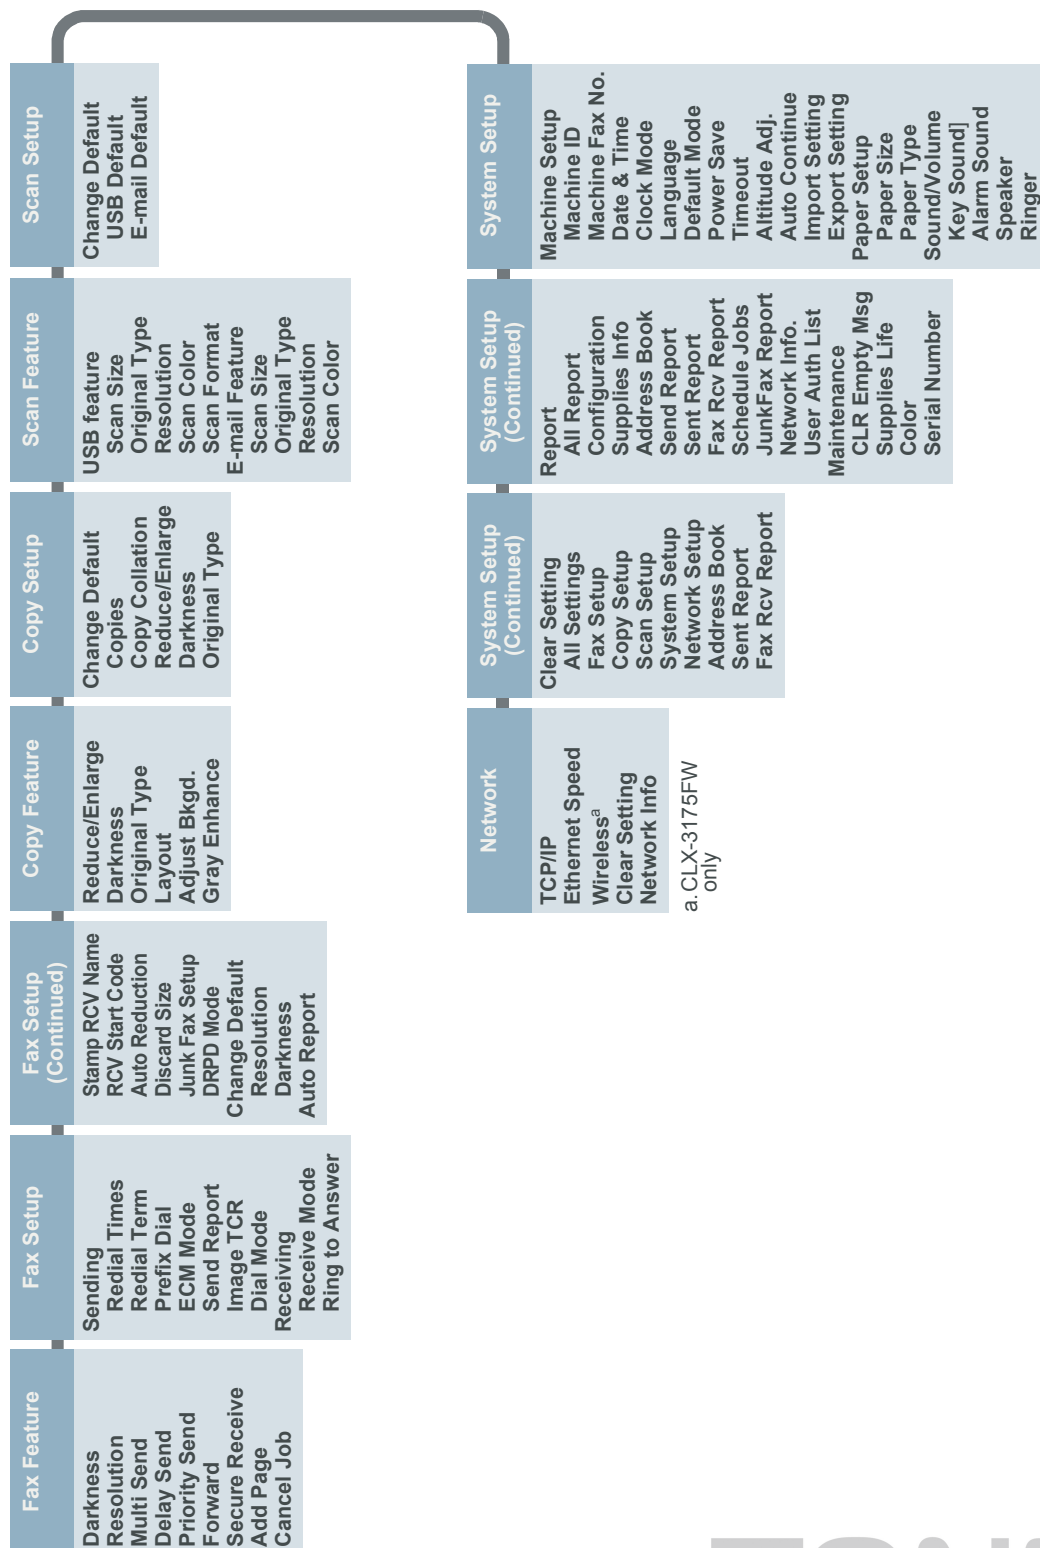 Fax Feature
Darkness
Resolution
Multi Send
Delay Send
Priority Send
Forward
Secure Receive
Add Page
Cancel Job
Fax Setup
Sending
Redial Times
Redial Term
Prefix Dial
ECM Mode
Send Report
Image TCR
Dial Mode
Receiving
Receive Mode
Ring to Answer
Fax Setup
(Continued)
Stamp RCV Name
RCV Start Code
Auto Reduction
Discard Size
Junk Fax Setup
DRPD Mode
Change Default
Resolution
Darkness
Auto Report
Copy Feature
Reduce/Enlarge
Darkness
Original Type
Layout
Adjust Bkgd.
Gray Enhance
Copy Setup
Change Default
Copies
Copy Collation
Reduce/Enlarge
Darkness
Original Type
Scan Feature
USB feature
Scan Size
Original Type
Resolution
Scan Color
Scan Format
E-mail Feature
Scan Size
Original Type
Resolution
Scan Color
Scan Setup
Change Default
USB Default
E-mail Default
Network
TCP/IP
Ethernet Speed
Wirelessa
Clear Setting
Network Info
a. CLX-3175FW
only
System Setup
(Continued)
Clear Setting
All Settings
Fax Setup
Copy Setup
Scan Setup
System Setup
Network Setup
Address Book
Sent Report
Fax Rcv Report
System Setup
(Continued)
Report
All Report
Configuration
Supplies Info
Address Book
Send Report
Sent Report
Fax Rcv Report
Schedule Jobs
JunkFax Report
Network Info.
User Auth List
Maintenance
CLR Empty Msg
Supplies Life
Color
Serial Number
System Setup
Machine Setup
Machine ID
Machine Fax No.
Date & Time
Clock Mode
Language
Default Mode
Power Save
Timeout
Altitude Adj.
Auto Continue
Import Setting
Export Setting
Paper Setup
Paper Size
Paper Type
Sound/Volume
Key Sound]
Alarm Sound
Speaker
Ringer